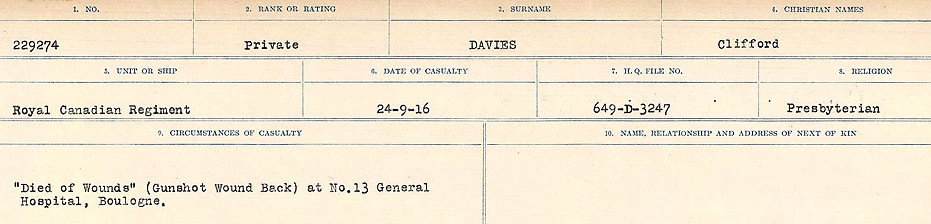 1. NO. 2. RANK OR RATING 3. SURNAME 4. CHRISTIAN NAMES
229274 Private DAVIES Clifford
5. UNIT OR SHIP 6. DATE OF CASUALTY 7. H. Q. FILE NO. 8. RELIGION
Royal Canadian Regiment 24-9-16 649-D-3247 Presbyterian
9. CIRCUMSTANCES OF CASUALTY 10. NAME, RELATIONSHIP AND ADDRESS OF NEXT OF KIN
"Died of Wounds" (Gunshot Wound Back) at No.13 General
Hospital, Boulogne.